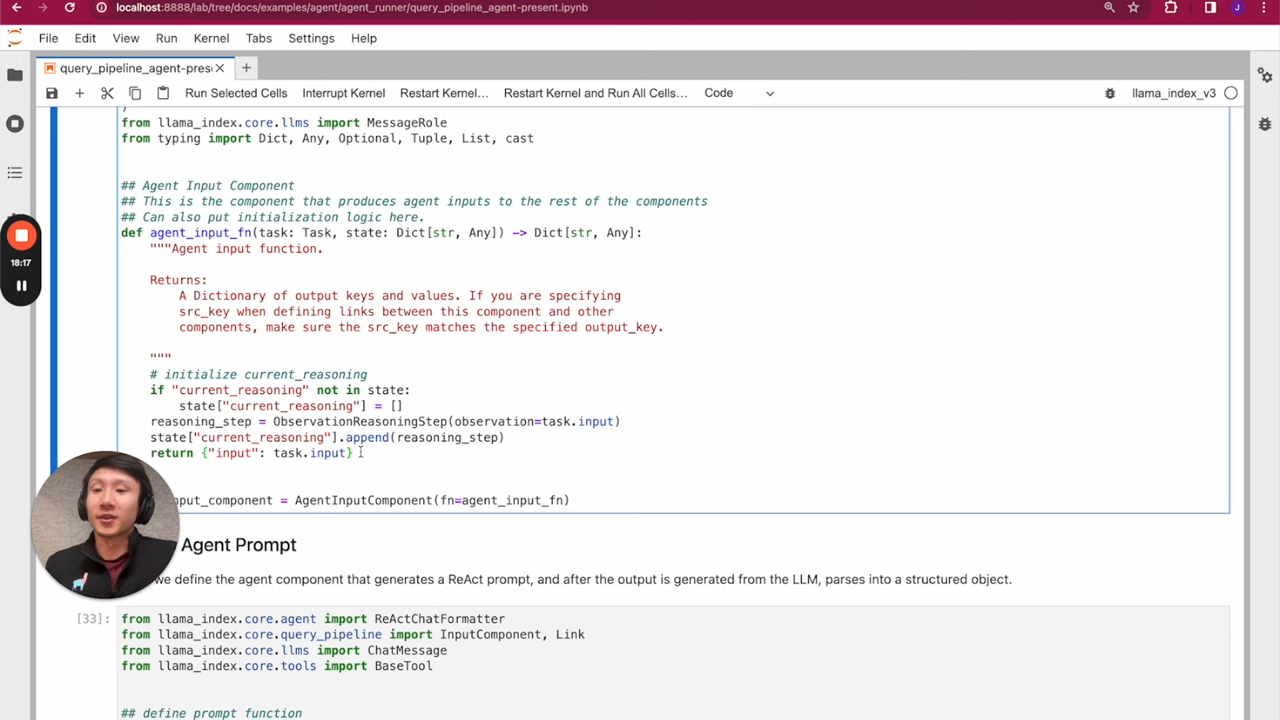 localhost:8888/lab/tree/docs/examples/agent/agent_runner/query_pipeline_agent-present.ipynb
J
File Edit View Run Kernel Tabs Settings Help
query_pipeline_agent-pres
Run Selected Cells Interrupt Kernel Restart Kernel… Restart Kernel and Run All Cells… Code llama_index_v3
)
from llama_index.core.llms import MessageRole
from typing import Dict, Any, Optional, Tuple, List, cast
## Agent Input Component
## This is the component that produces agent inputs to the rest of the components
## Can also put initialization logic here.
def agent_input_fn(task: Task, state: Dict[str, Any]) -> Dict[str, Any]:
"""Agent input function.
18:17
Returns:
A Dictionary of output keys and values. If you are specifying
src_key when defining links between this component and other
components, make sure the src_key matches the specified output_key.
"""
# initialize current_reasoning
if "current_reasoning" not in state:
state["current_reasoning"] = []
reasoning_step = ObservationReasoningStep(observation=task.input)
state["current_reasoning"].append(reasoning_step)
return {"input": task.input}
input_component = AgentInputComponent(fn=agent_input_fn)
Agent Prompt
we define the agent component that generates a ReAct prompt, and after the output is generated from the LLM, parses into a structured object.
[33]:
from llama_index.core.agent import ReActChatFormatter
from llama_index.core.query_pipeline import InputComponent, Link
from llama_index.core.llms import ChatMessage
from llama_index.core.tools import BaseTool
## define prompt function